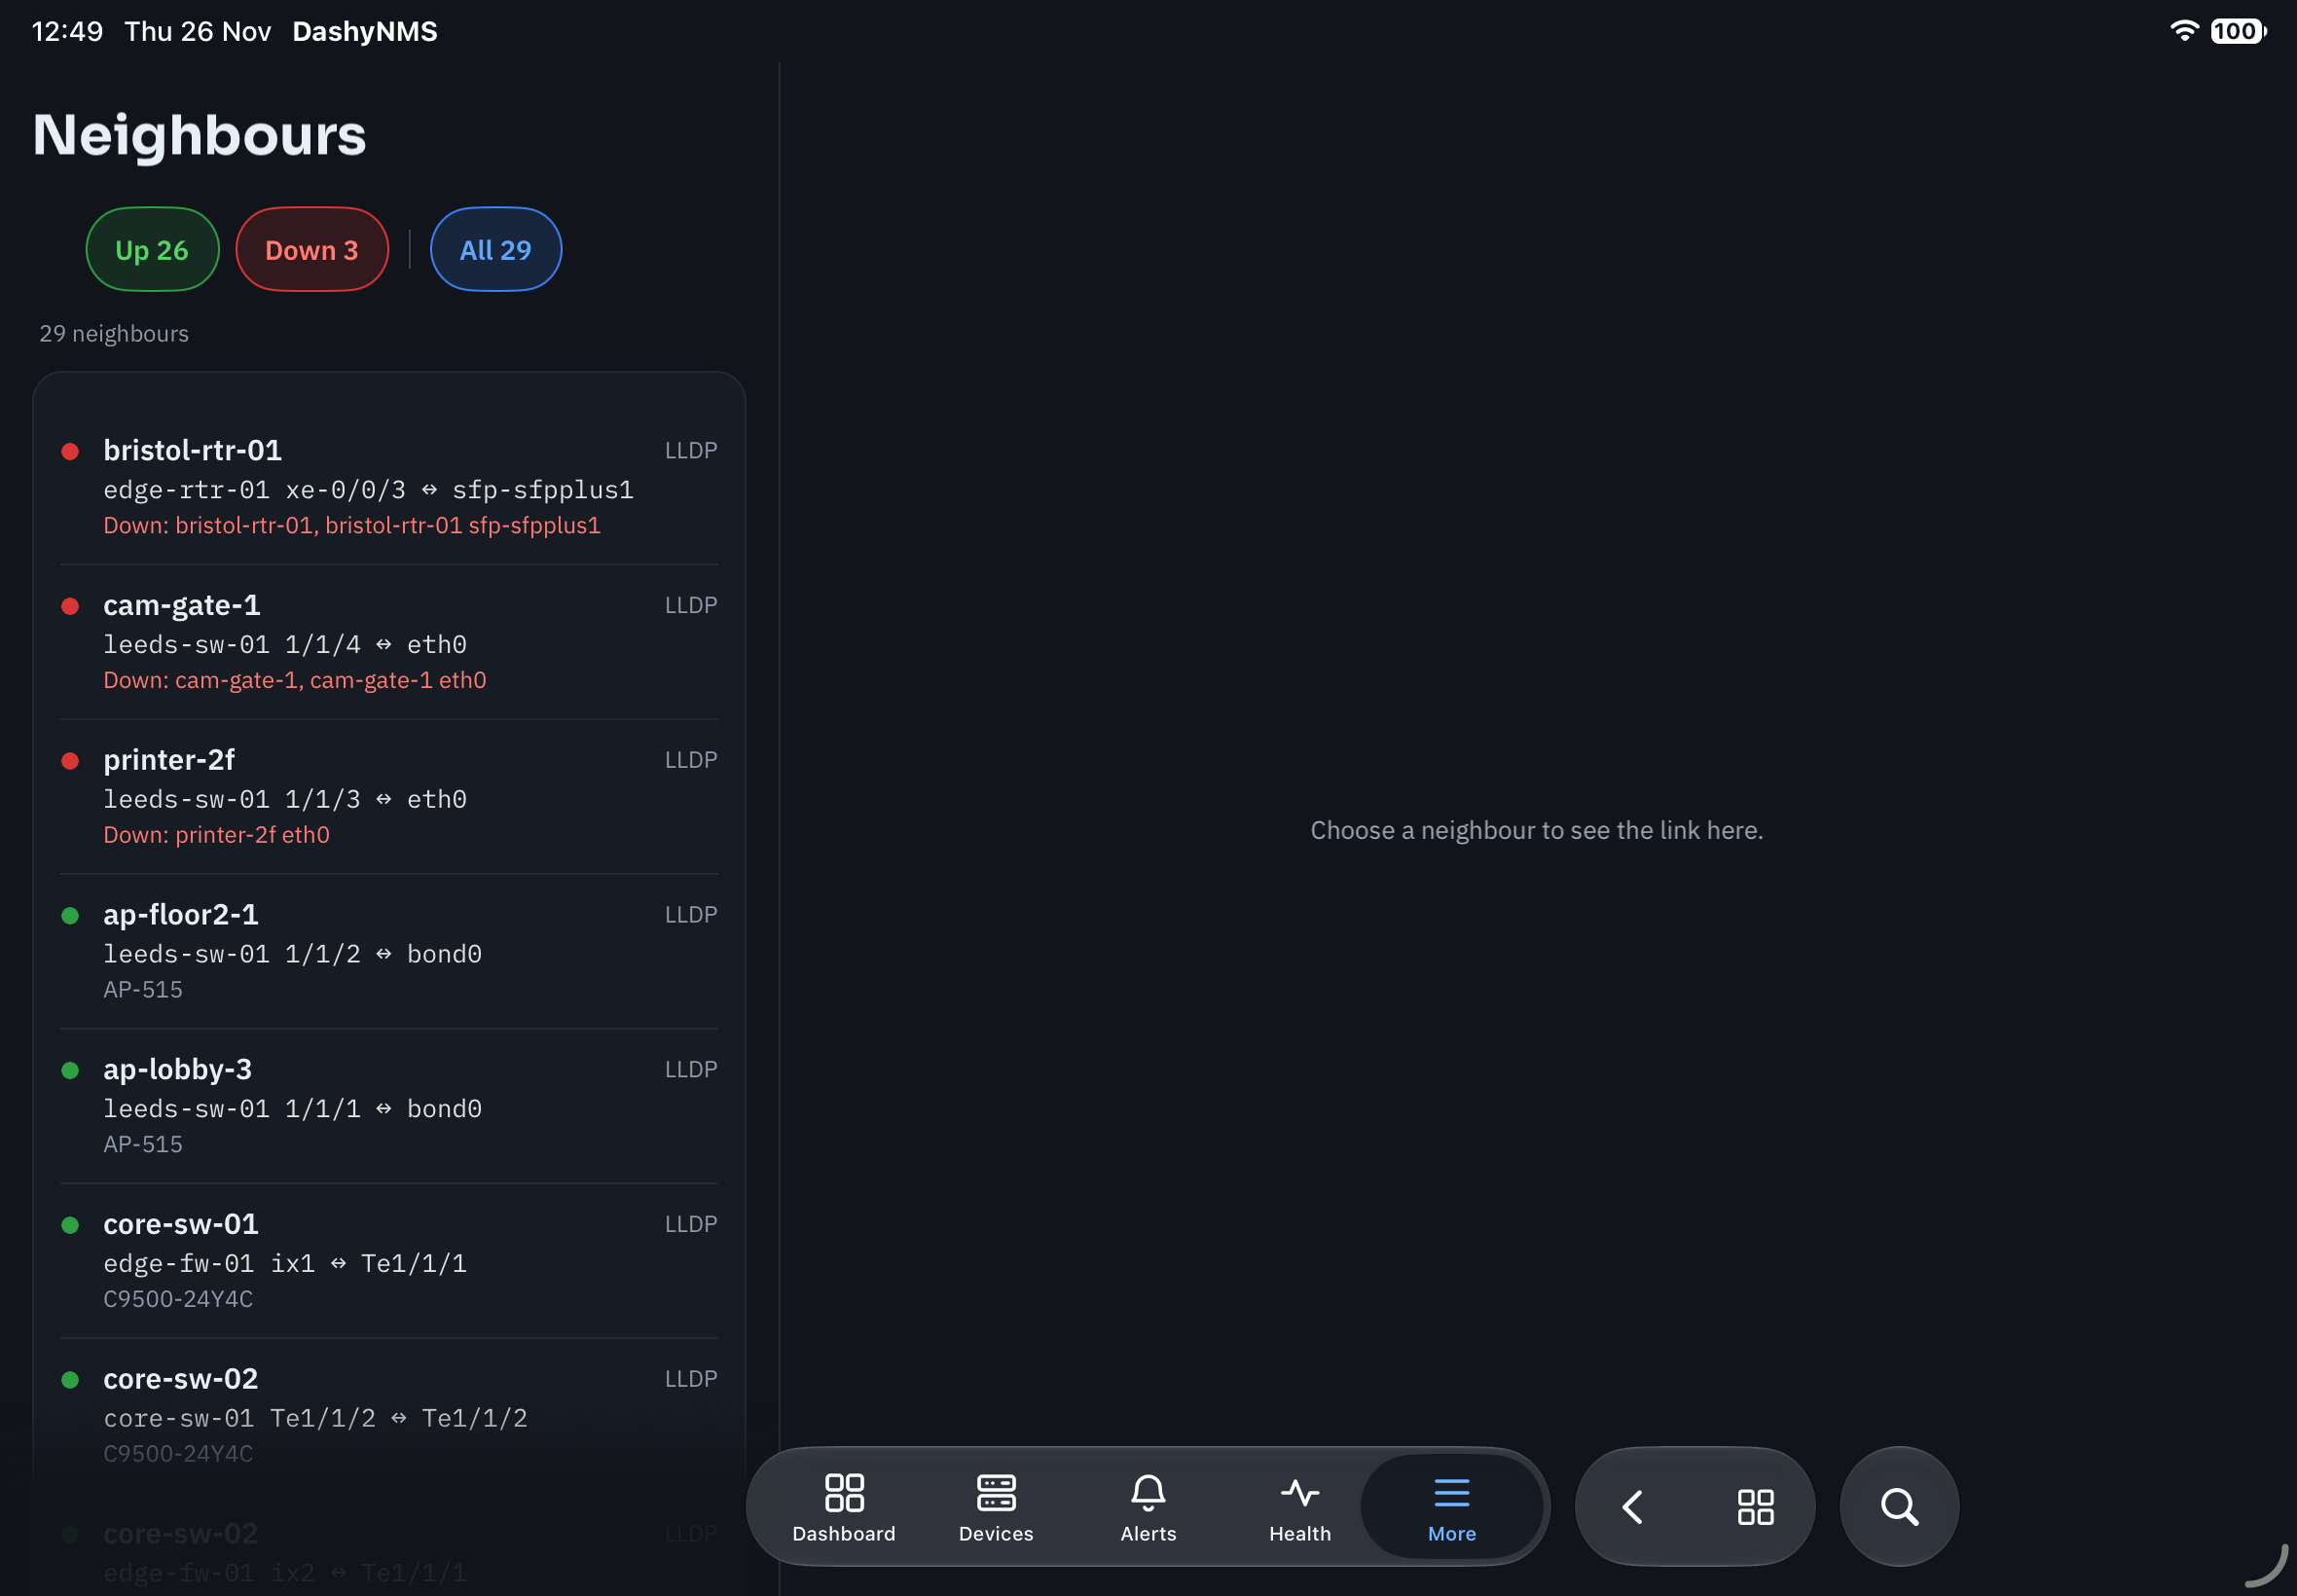 12:49 Thu 26 Nov DashyNMS
100
Neighbours
Up 26
Down 3
All 29
29 neighbours
bristol-rtr-01 LLDP
edge-rtr-01 xe-0/0/3 ↔ sfp-sfpplus1
Down: bristol-rtr-01, bristol-rtr-01 sfp-sfpplus1
cam-gate-1 LLDP
leeds-sw-01 1/1/4 ↔ eth0
Down: cam-gate-1, cam-gate-1 eth0
printer-2f LLDP
leeds-sw-01 1/1/3 ↔ eth0
Down: printer-2f eth0
ap-floor2-1 LLDP
leeds-sw-01 1/1/2 ↔ bond0
AP-515
ap-lobby-3 LLDP
leeds-sw-01 1/1/1 ↔ bond0
AP-515
core-sw-01 LLDP
edge-fw-01 ix1 ↔ Te1/1/1
C9500-24Y4C
core-sw-02 LLDP
core-sw-01 Te1/1/2 ↔ Te1/1/2
C9500-24Y4C
core-sw-02 LLDP
edge-fw-01 ix2 ↔ Te1/1/1
Choose a neighbour to see the link here.
Dashboard
Devices
Alerts
Health
More